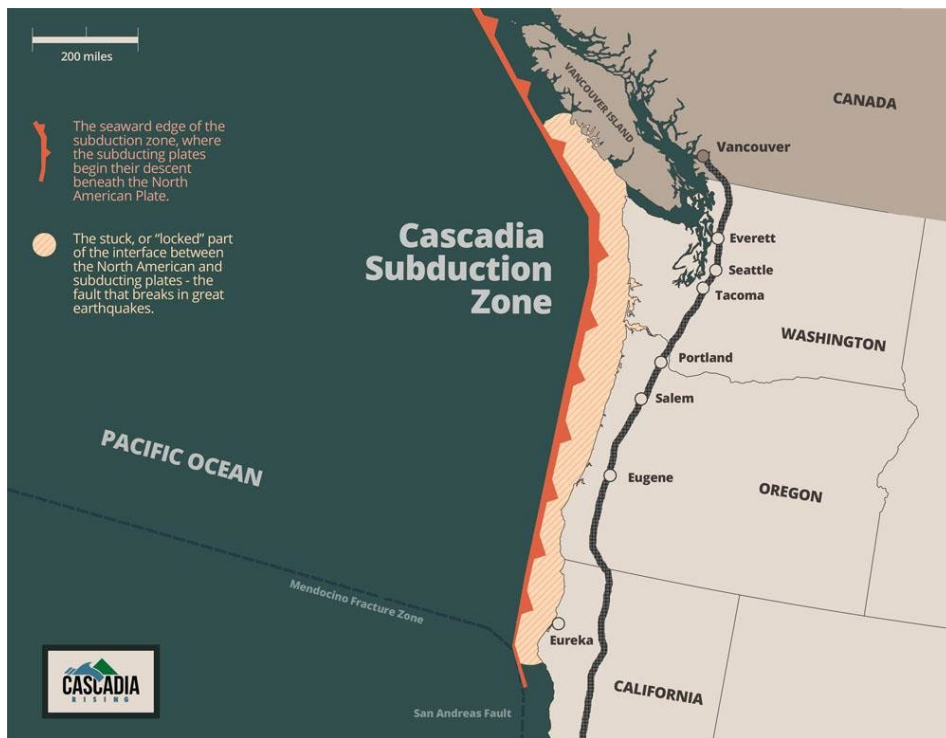 200 miles
The seaward edge of the
subduction zone, where
the subducting plates
begin their descent
beneath the North
American Plate.
The stuck, or “locked” part
of the interface between
the North American and
subducting plates - the
fault that breaks in great
earthquakes.
Cascadia
Subduction
Zone
VANCOUVER ISLAND
CANADA
Vancouver
Everett
Seattle
Tacoma
WASHINGTON
Portland
Salem
PACIFIC OCEAN
Eugene
OREGON
Mendocino Fracture Zone
Eureka
CALIFORNIA
San Andreas Fault
CASCADIA
RISING